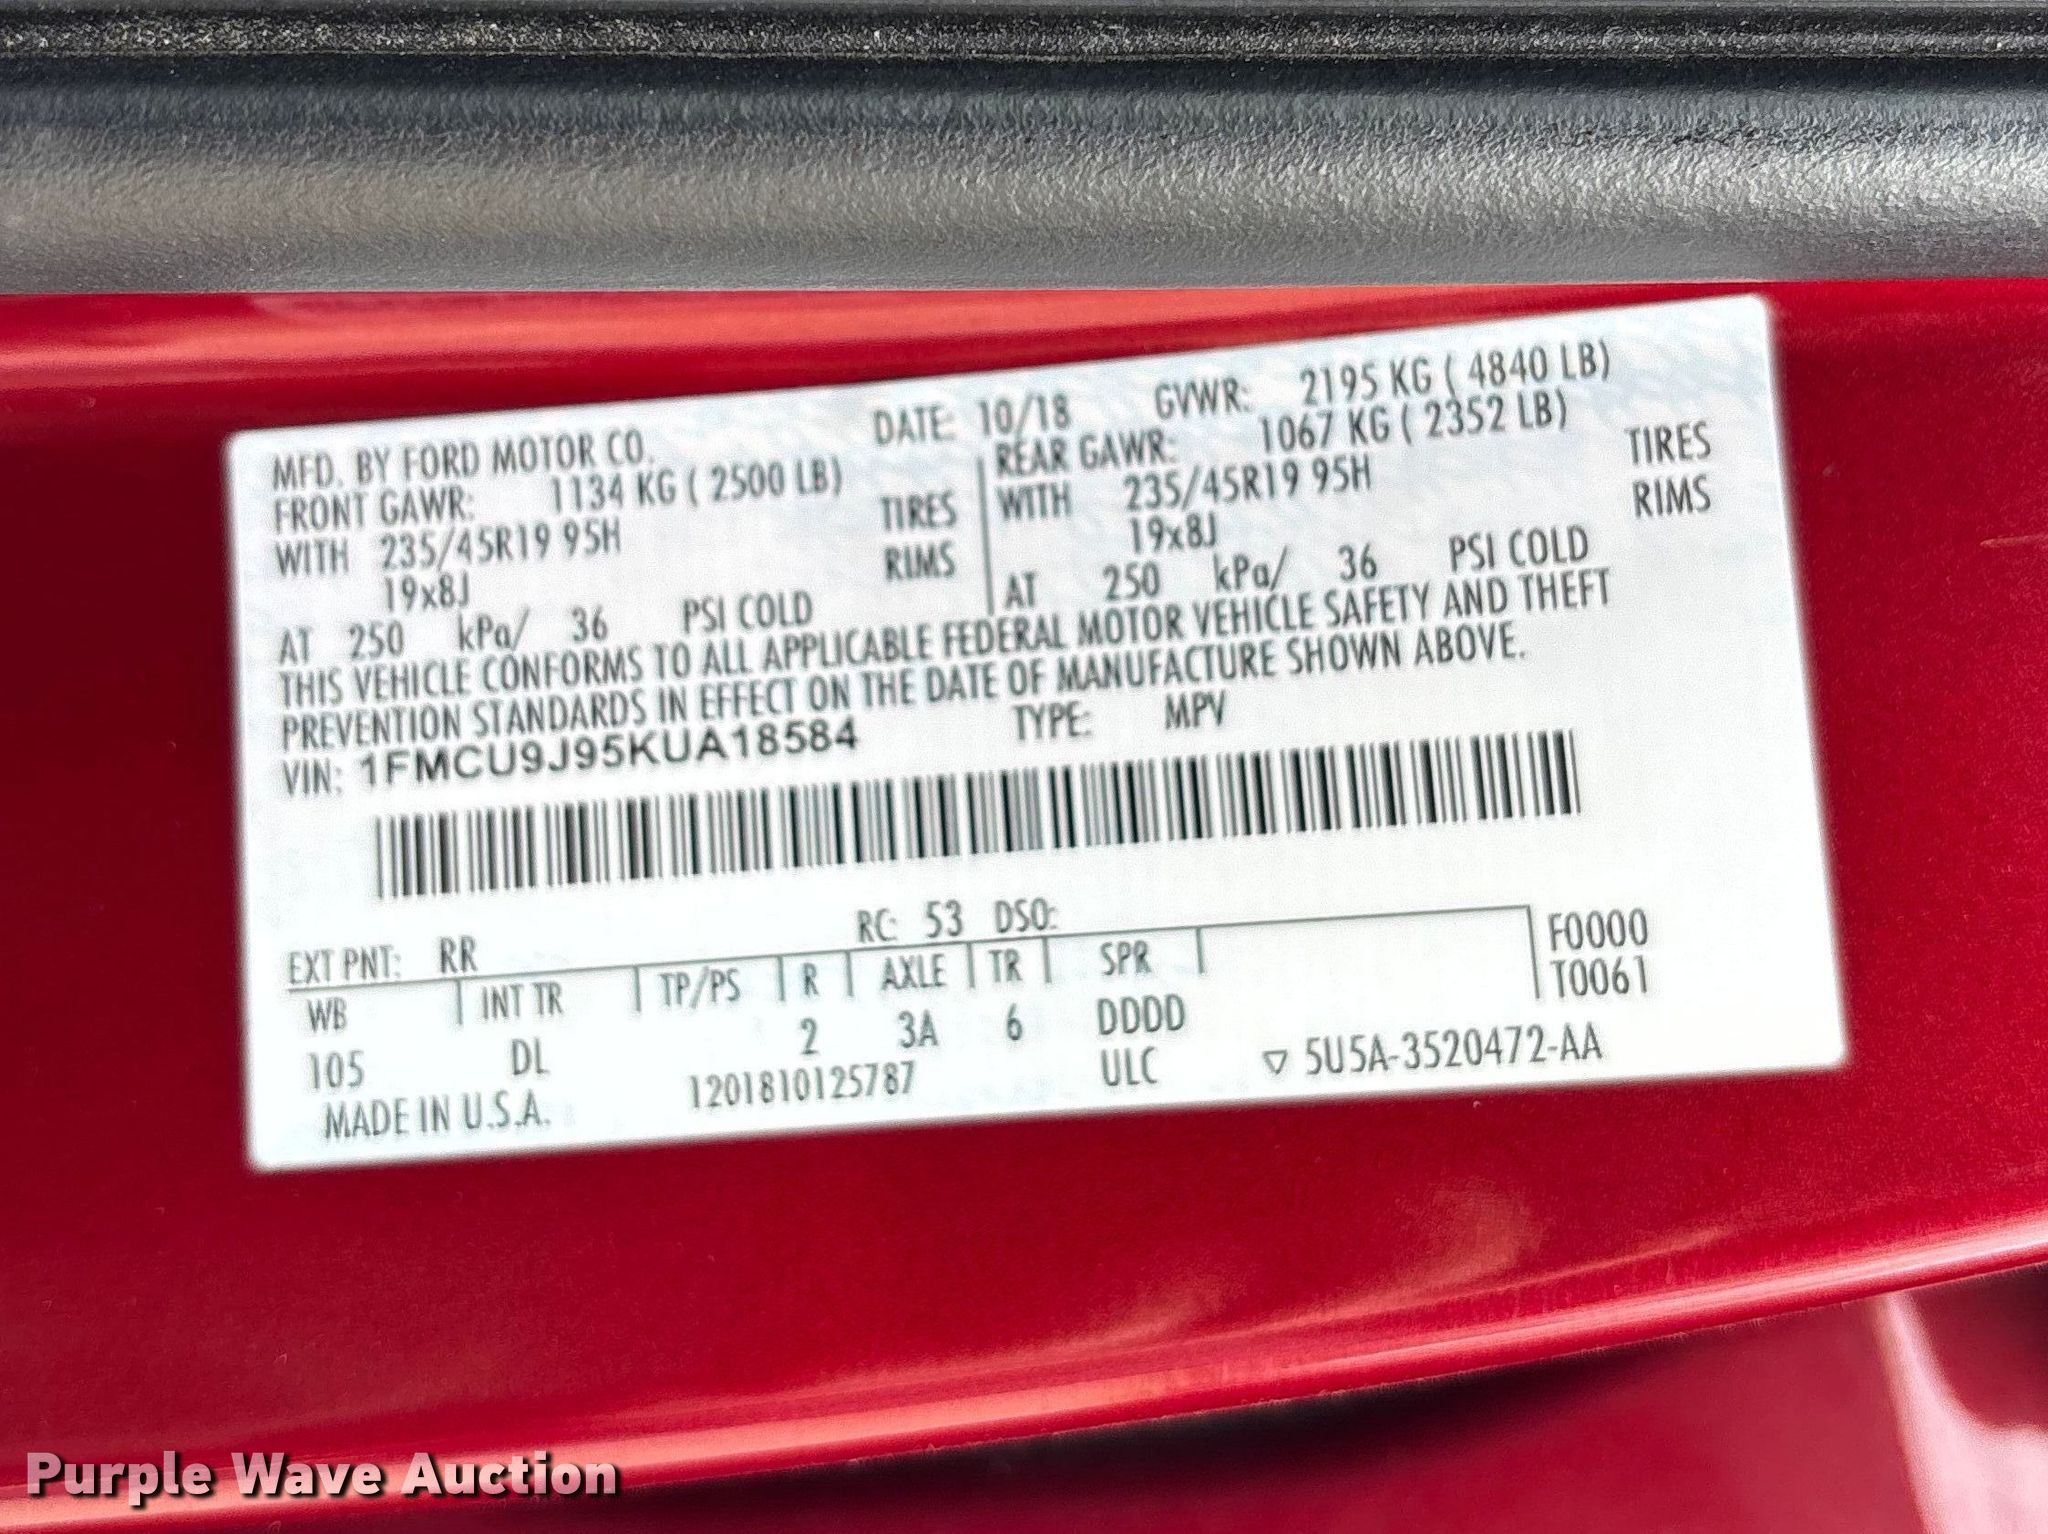 MFD. BY FORD MOTOR CO. DATE: 10/18 GVWR: 2195 KG ( 4840 LB)
FRONT GAWR: 1134 KG ( 2500 LB) REAR GAWR: 1067 KG ( 2352 LB)
WITH 235/45R19 95H TIRES WITH 235/45R19 95H TIRES
19x8J RIMS 19x8J RIMS
AT 250 kPa/ 36 PSI COLD AT 250 kPa/ 36 PSI COLD
THIS VEHICLE CONFORMS TO ALL APPLICABLE FEDERAL MOTOR VEHICLE SAFETY AND THEFT
PREVENTION STANDARDS IN EFFECT ON THE DATE OF MANUFACTURE SHOWN ABOVE.
VIN: 1FMCU9J95KUA18584 TYPE: MPV
EXT PNT: RR RC: 53 DSO: F0000
WB INT TR TP/PS R AXLE TR SPR T0061
105 DL 2 3A 6 DDDD
MADE IN U.S.A. 1201810125787 ULC ▽ 5U5A-3520472-AA
Purple Wave Auction